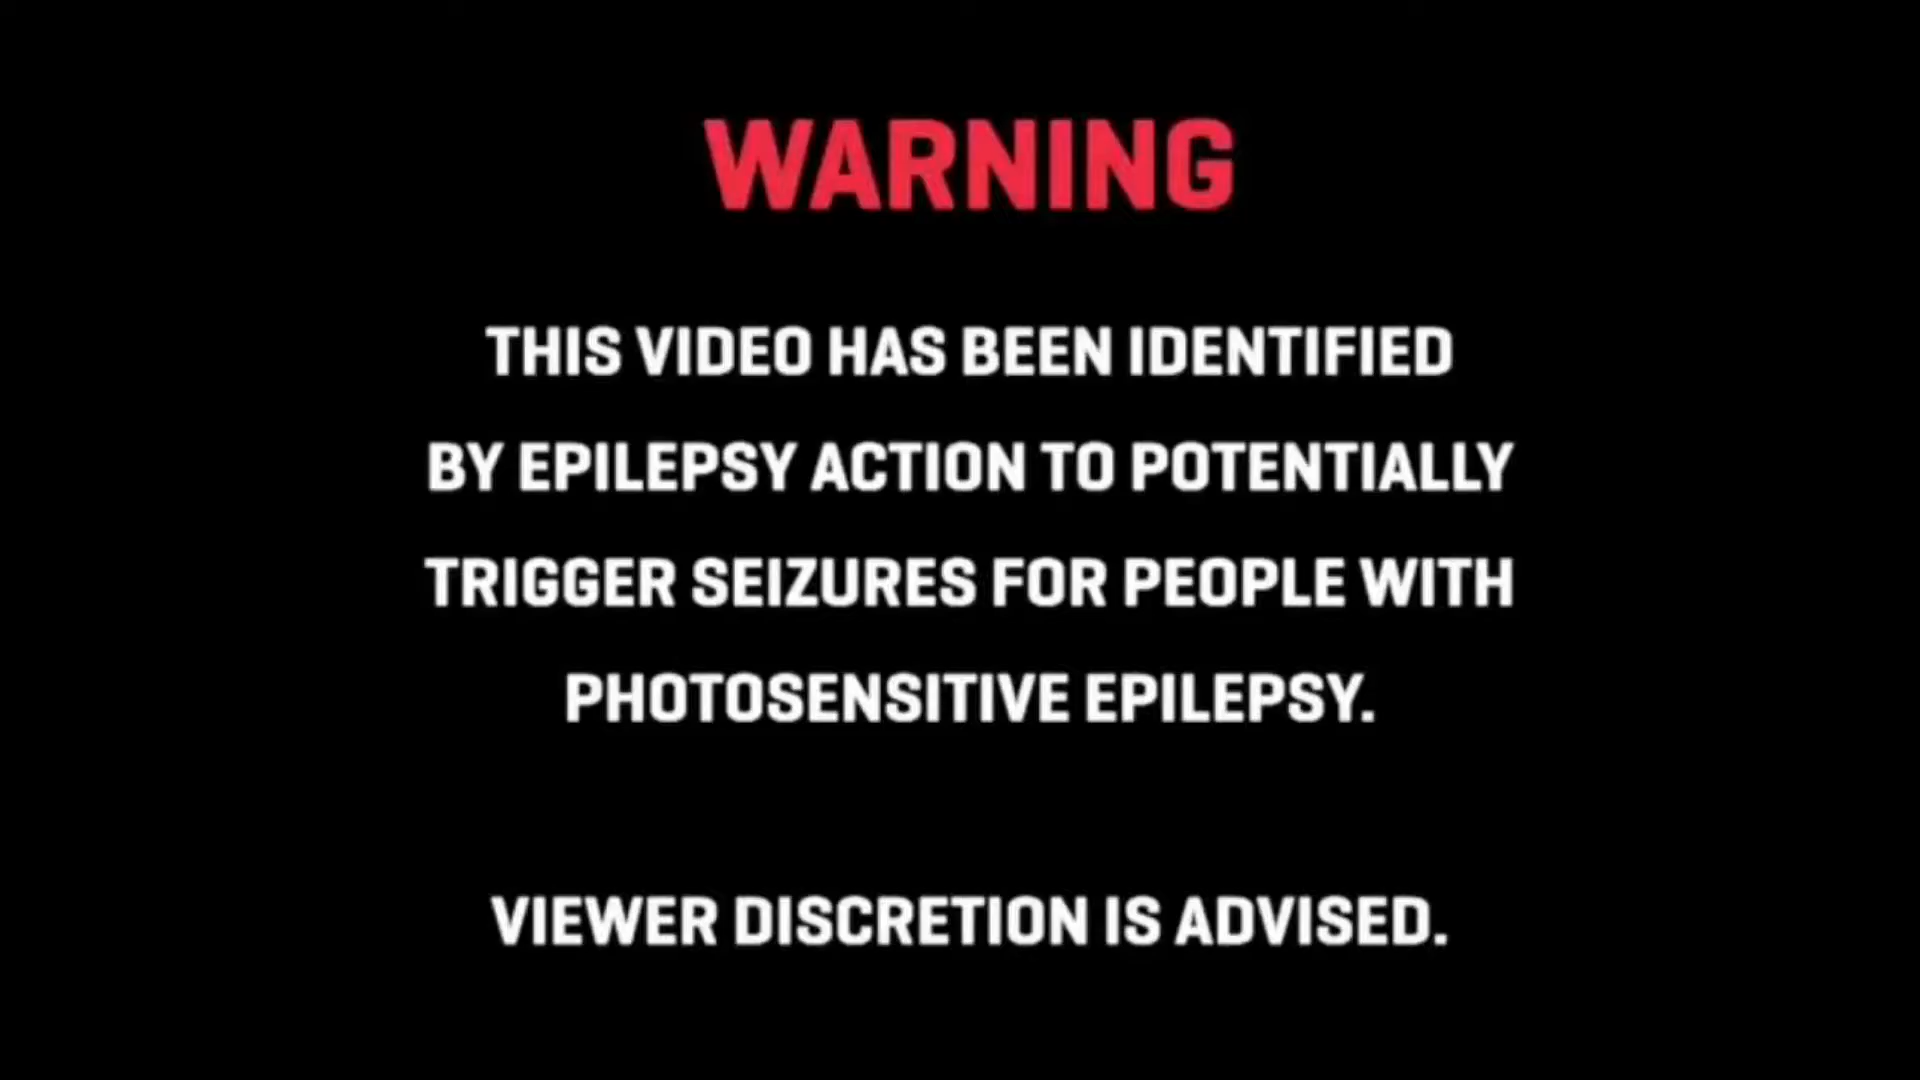 WARNING
THIS VIDEO HAS BEEN IDENTIFIED
BY EPILEPSY ACTION TO POTENTIALLY
TRIGGER SEIZURES FOR PEOPLE WITH
PHOTOSENSITIVE EPILEPSY.
VIEWER DISCRETION IS ADVISED.